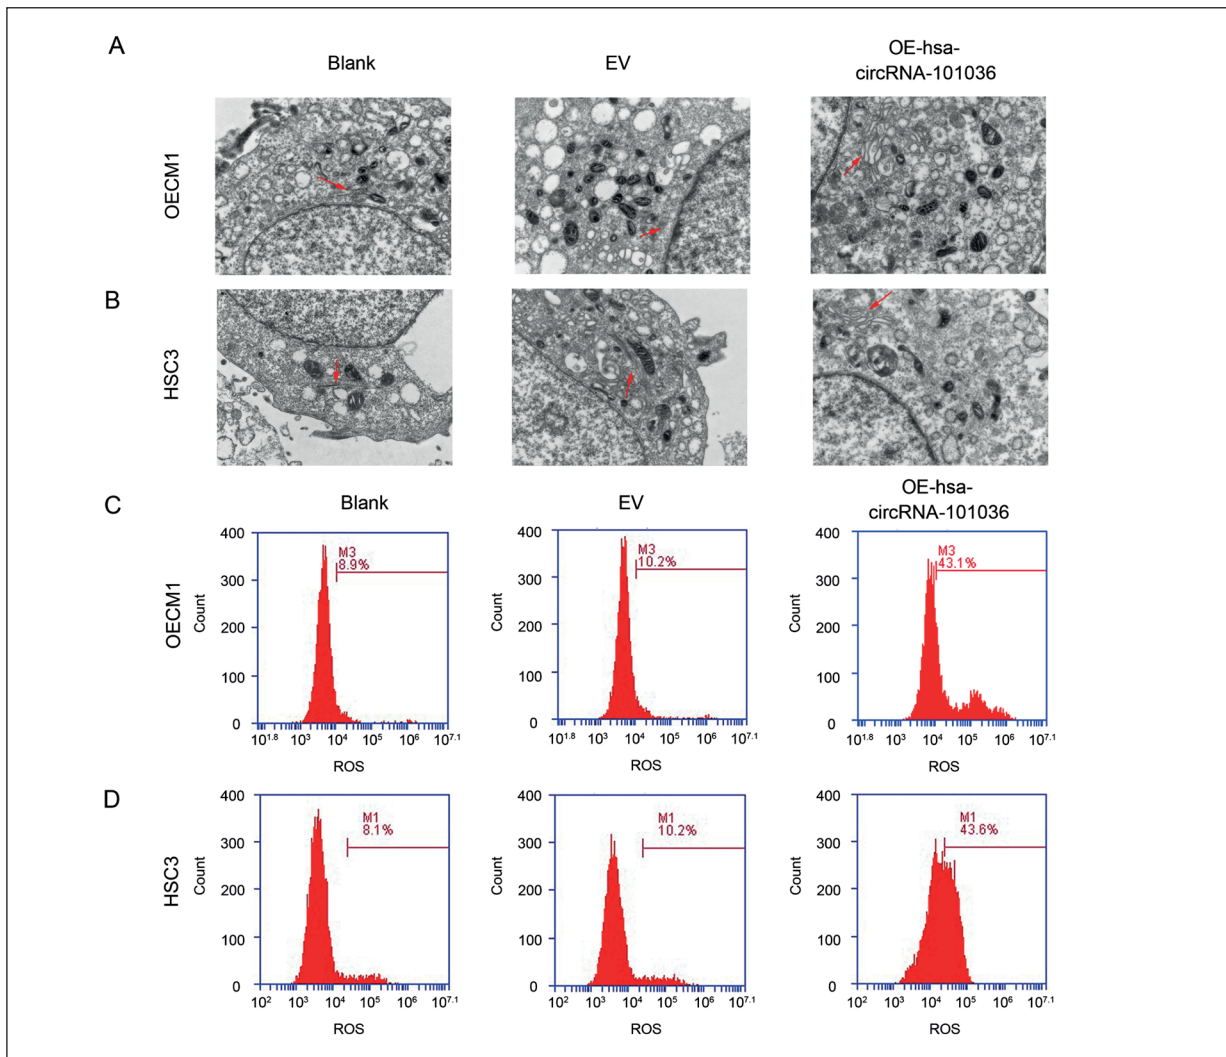 A
Blank
EV
OE-hsa-
circRNA-101036
OECM1
B
HSC3
C
Blank
EV
OE-hsa-
circRNA-101036
OECM1
400
300
200
100
0
Count
M3
8.9%
10^1.8 10^3 10^4 10^5 10^6 10^7.1
ROS
400
300
200
100
0
Count
M3
10.2%
10^1.8 10^3 10^4 10^5 10^6 10^7.1
ROS
400
300
200
100
0
Count
M3
43.1%
10^1.8 10^3 10^4 10^5 10^6 10^7.1
ROS
D
HSC3
400
300
200
100
0
Count
M1
8.1%
10^2 10^3 10^4 10^5 10^6 10^7.1
ROS
400
300
200
100
0
Count
M1
10.2%
10^2 10^3 10^4 10^5 10^6 10^7.1
ROS
400
300
200
100
0
Count
M1
43.6%
10^2 10^3 10^4 10^5 10^6 10^7.1
ROS